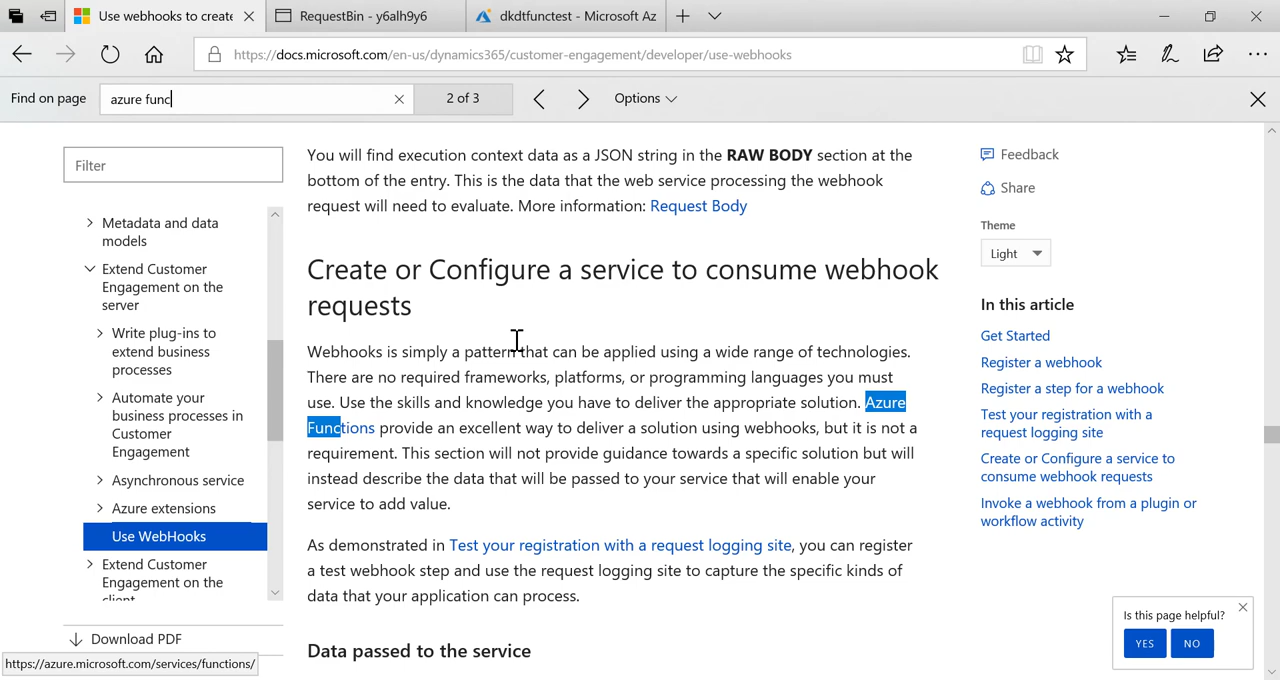 Use webhooks to create
RequestBin - y6alh9y6
dkdtfunctest - Microsoft Az
https://docs.microsoft.com/en-us/dynamics365/customer-engagement/developer/use-webhooks
Find on page
azure func
2 of 3
Options
Filter
Metadata and data
models
Extend Customer
Engagement on the
server
Write plug-ins to
extend business
processes
Automate your
business processes in
Customer
Engagement
Asynchronous service
Azure extensions
Use WebHooks
Extend Customer
Engagement on the
client
Download PDF
https://azure.microsoft.com/services/functions/
You will find execution context data as a JSON string in the RAW BODY section at the
bottom of the entry. This is the data that the web service processing the webhook
request will need to evaluate. More information: Request Body
Create or Configure a service to consume webhook
requests
Webhooks is simply a pattern that can be applied using a wide range of technologies.
There are no required frameworks, platforms, or programming languages you must
use. Use the skills and knowledge you have to deliver the appropriate solution. Azure
Functions provide an excellent way to deliver a solution using webhooks, but it is not a
requirement. This section will not provide guidance towards a specific solution but will
instead describe the data that will be passed to your service that will enable your
service to add value.
As demonstrated in Test your registration with a request logging site, you can register
a test webhook step and use the request logging site to capture the specific kinds of
data that your application can process.
Data passed to the service
Feedback
Share
Theme
Light
In this article
Get Started
Register a webhook
Register a step for a webhook
Test your registration with a
request logging site
Create or Configure a service to
consume webhook requests
Invoke a webhook from a plugin or
workflow activity
Is this page helpful?
YES
NO